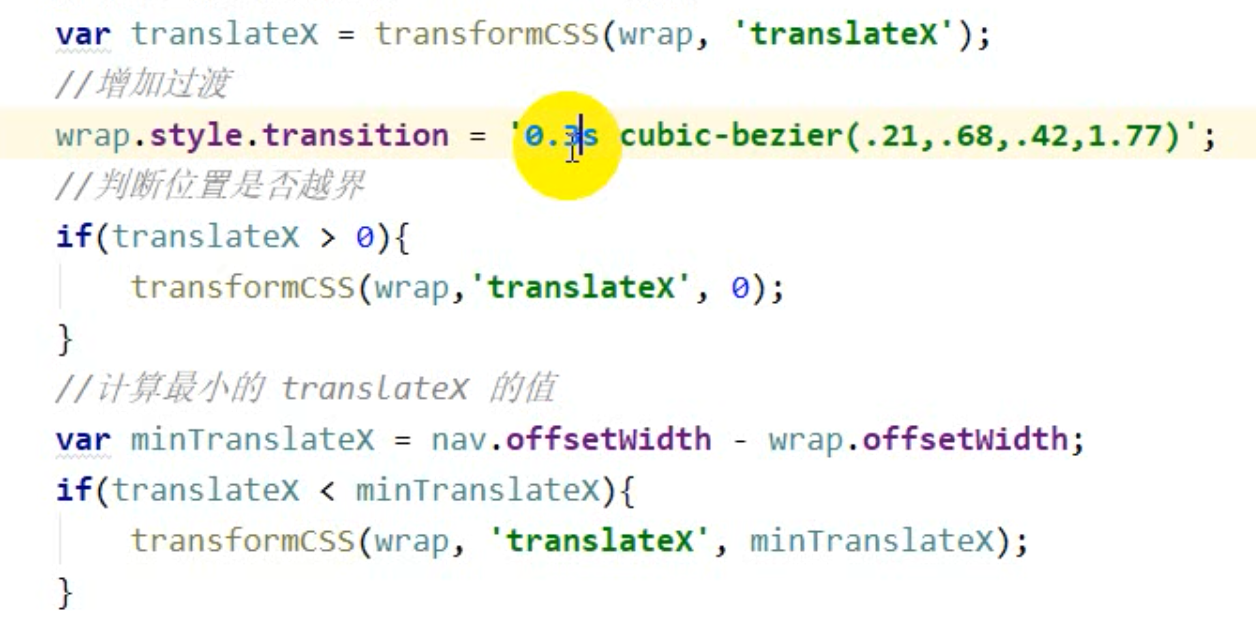 var translateX = transformCSS(wrap, 'translateX');
//增加过渡
wrap.style.transition = '0.3s cubic-bezier(.21,.68,.42,1.77)';
//判断位置是否越界
if(translateX > 0){
    transformCSS(wrap,'translateX', 0);
}
//计算最小的 translateX 的值
var minTranslateX = nav.offsetWidth - wrap.offsetWidth;
if(translateX < minTranslateX){
    transformCSS(wrap, 'translateX', minTranslateX);
}